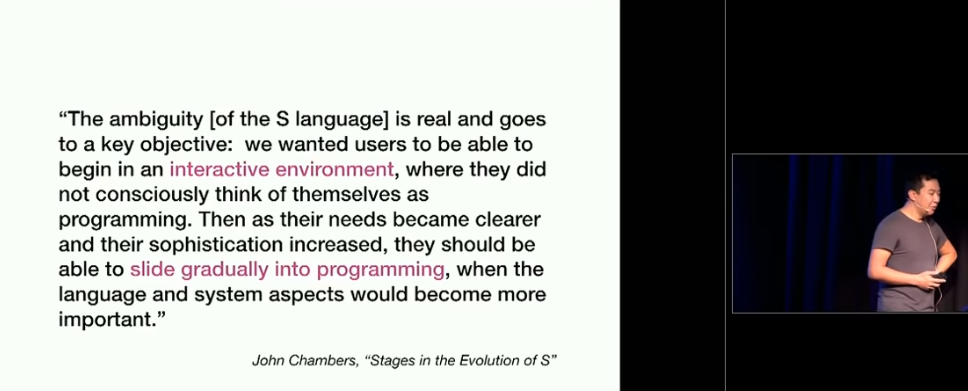 “The ambiguity [of the S language] is real and goes
to a key objective:  we wanted users to be able to
begin in an interactive environment, where they did
not consciously think of themselves as
programming. Then as their needs became clearer
and their sophistication increased, they should be
able to slide gradually into programming, when the
language and system aspects would become more
important.”
John Chambers, “Stages in the Evolution of S”